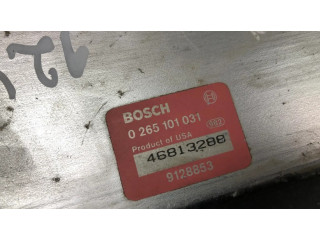 BOSCH
0 265 101 031
Product of USA
46813288
9128853